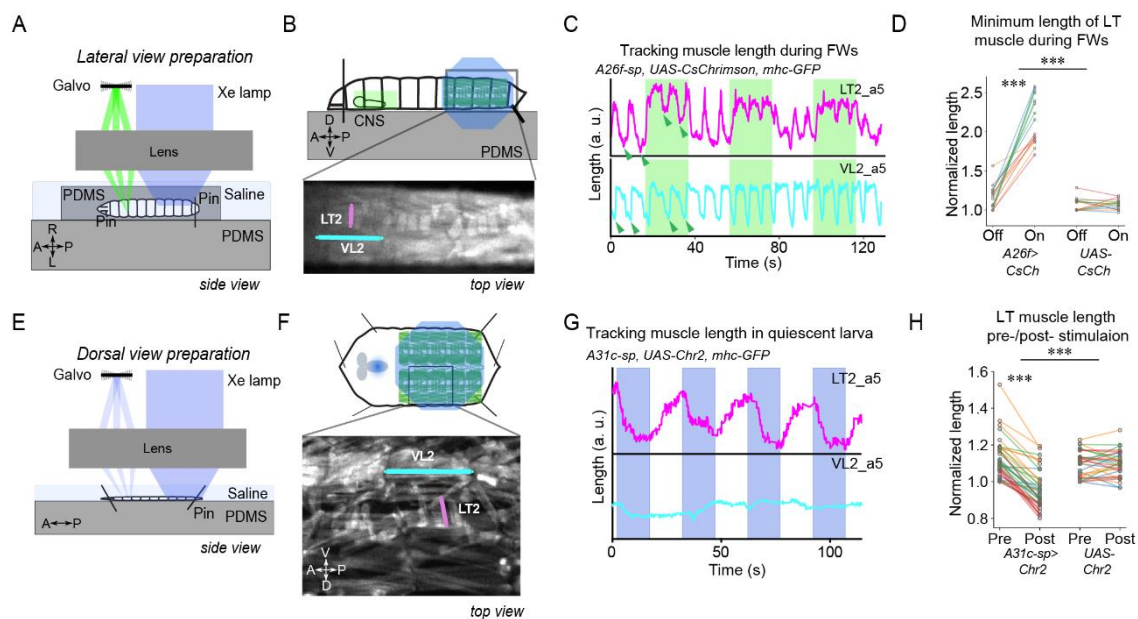 A
Lateral view preparation
Galvo
Xe lamp
Lens
PDMS
Pin
Saline
Pin
PDMS
R
A P
L
side view
B
D
A P
V
CNS
PDMS
LT2
VL2
top view
C
Tracking muscle length during FWs
A26f-sp, UAS-CsChrimson, mhc-GFP
LT2_a5
VL2_a5
Length (a. u.)
0 40 80 120
Time (s)
D
Minimum length of LT
muscle during FWs
***
***
Normalized length
2.5
2.0
1.5
1.0
Off On Off On
A26f>
CsCh
UAS-
CsCh
E
Dorsal view preparation
Galvo
Xe lamp
Lens
Saline
Pin
PDMS
A P
side view
F
VL2
LT2
V
A P
D
top view
G
Tracking muscle length in quiescent larva
A31c-sp, UAS-Chr2, mhc-GFP
LT2_a5
VL2_a5
Length (a. u.)
0 50 100
Time (s)
H
LT muscle length
pre-/post- stimulaion
***
***
Normalized length
1.6
1.4
1.2
1.0
0.8
Pre Post Pre Post
A31c-sp>
Chr2
UAS-
Chr2